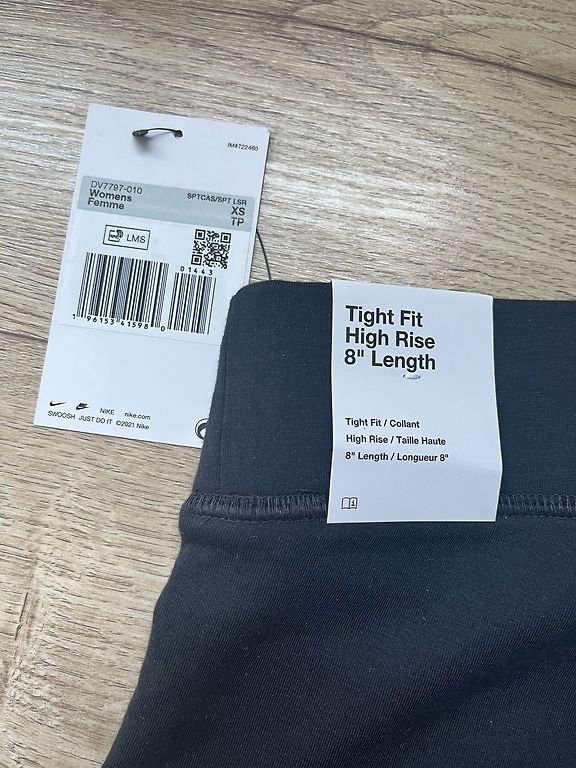 IM#722460
DV7797-010
SPTCAS/SPT LSR
Womens
XS
Femme
TP
LMS
01443
1 96153 41598 0
NIKE nike.com
SWOOSH JUST DO IT ©2021 Nike
Tight Fit
High Rise
8" Length
Tight Fit / Collant
High Rise / Taille Haute
8" Length / Longueur 8"